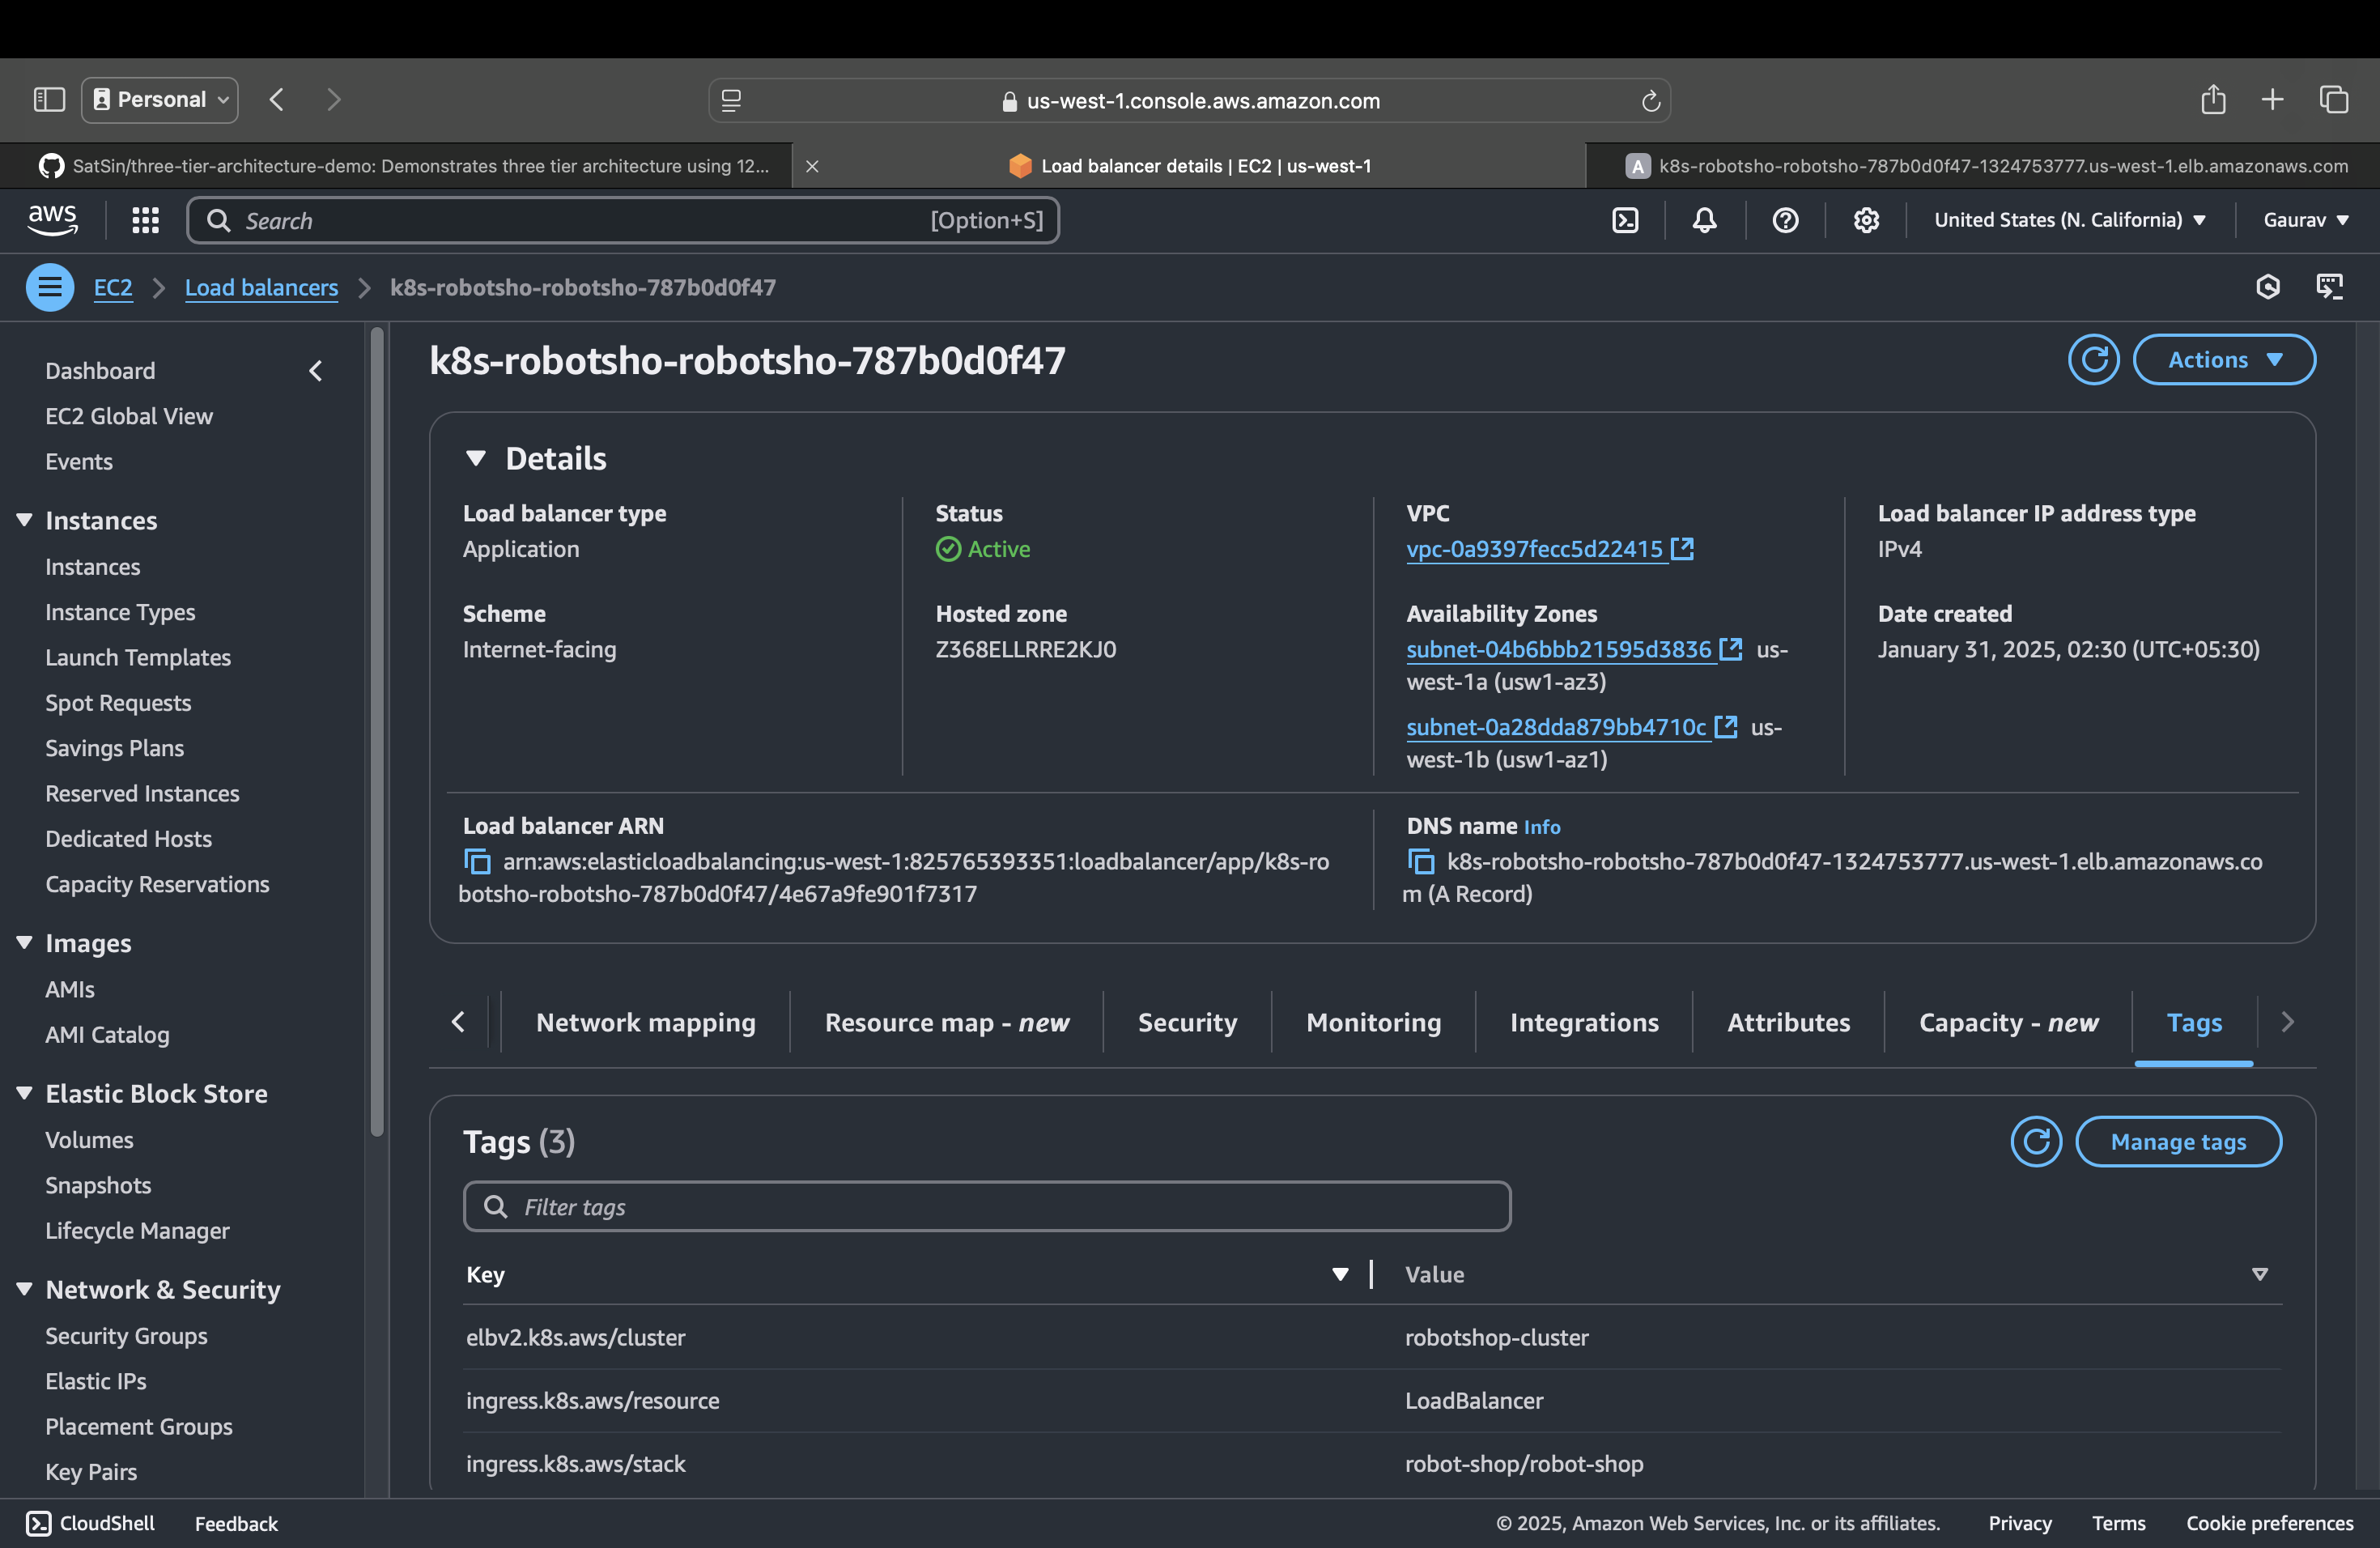 Personal
us-west-1.console.aws.amazon.com
SatSin/three-tier-architecture-demo: Demonstrates three tier architecture using 12...
Load balancer details | EC2 | us-west-1
A k8s-robotsho-robotsho-787b0d0f47-1324753777.us-west-1.elb.amazonaws.com
aws
Search [Option+S]
United States (N. California)
Gaurav
EC2 > Load balancers > k8s-robotsho-robotsho-787b0d0f47
Dashboard
EC2 Global View
Events
Instances
Instances
Instance Types
Launch Templates
Spot Requests
Savings Plans
Reserved Instances
Dedicated Hosts
Capacity Reservations
Images
AMIs
AMI Catalog
Elastic Block Store
Volumes
Snapshots
Lifecycle Manager
Network & Security
Security Groups
Elastic IPs
Placement Groups
Key Pairs
k8s-robotsho-robotsho-787b0d0f47
Actions
Details
Load balancer type
Application
Status
Active
VPC
vpc-0a9397fecc5d22415
Load balancer IP address type
IPv4
Scheme
Internet-facing
Hosted zone
Z368ELLRRE2KJ0
Availability Zones
subnet-04b6bbb21595d3836 us-
west-1a (usw1-az3)
subnet-0a28dda879bb4710c us-
west-1b (usw1-az1)
Date created
January 31, 2025, 02:30 (UTC+05:30)
Load balancer ARN
arn:aws:elasticloadbalancing:us-west-1:825765393351:loadbalancer/app/k8s-ro
botsho-robotsho-787b0d0f47/4e67a9fe901f7317
DNS name Info
k8s-robotsho-robotsho-787b0d0f47-1324753777.us-west-1.elb.amazonaws.co
m (A Record)
Network mapping
Resource map - new
Security
Monitoring
Integrations
Attributes
Capacity - new
Tags
Tags (3)
Manage tags
Filter tags
Key Value
elbv2.k8s.aws/cluster robotshop-cluster
ingress.k8s.aws/resource LoadBalancer
ingress.k8s.aws/stack robot-shop/robot-shop
CloudShell Feedback
© 2025, Amazon Web Services, Inc. or its affiliates. Privacy Terms Cookie preferences